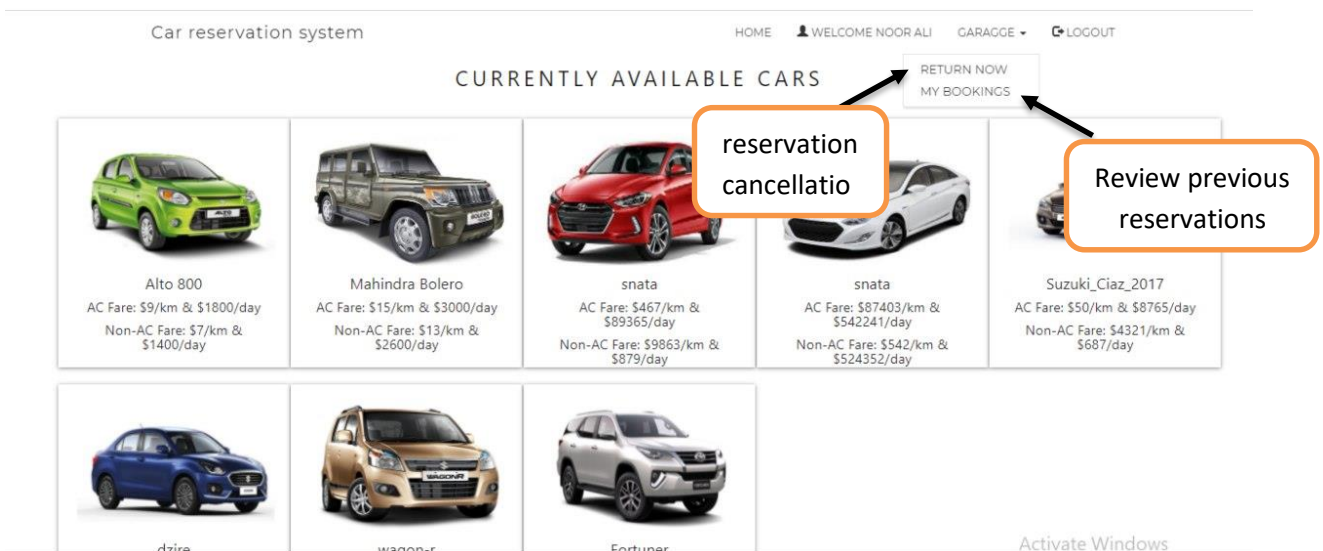 Car reservation system
HOME
WELCOME NOOR ALI
GARAGGE
LOGOUT
RETURN NOW
MY BOOKINGS
CURRENTLY AVAILABLE CARS
reservation
cancellatio
Review previous
reservations
ALTO
Alto 800
AC Fare: $9/km & $1800/day
Non-AC Fare: $7/km &
$1400/day
BOLERO
Mahindra Bolero
AC Fare: $15/km & $3000/day
Non-AC Fare: $13/km &
$2600/day
snata
AC Fare: $467/km &
$89365/day
Non-AC Fare: $9863/km &
$879/day
snata
AC Fare: $87403/km &
$542241/day
Non-AC Fare: $542/km &
$524352/day
Suzuki_Ciaz_2017
AC Fare: $50/km & $8765/day
Non-AC Fare: $4321/km &
$687/day
dzire
WAGONR
wagon-r
Fortuner
Activate Windows